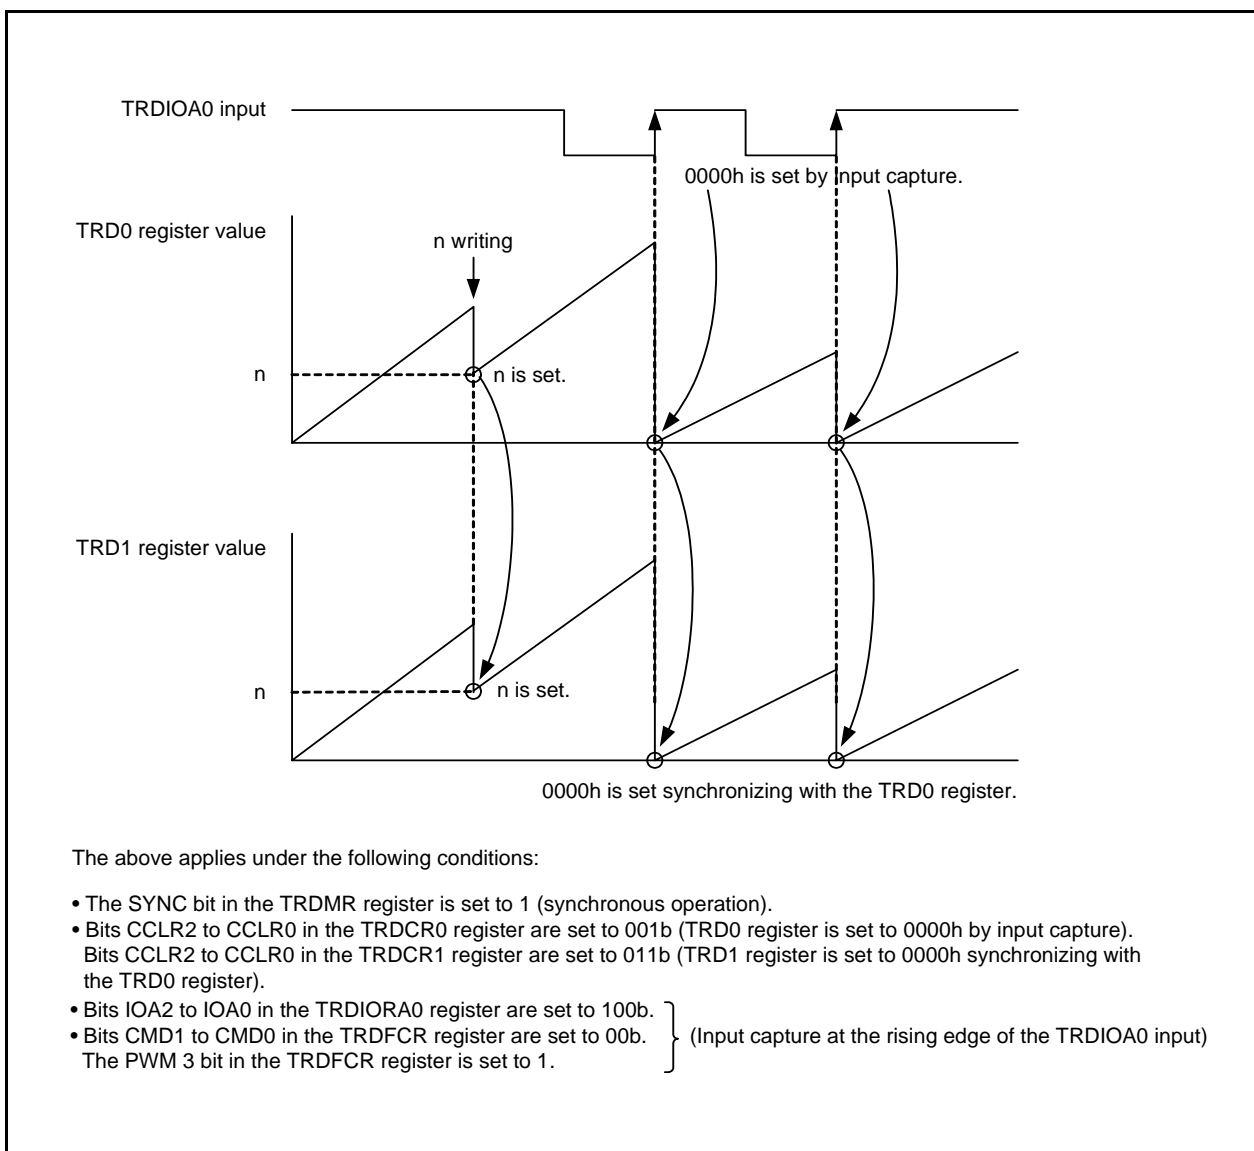 TRDIOA0 input
0000h is set by input capture.
TRD0 register value
n writing
n
n is set.
TRD1 register value
n
n is set.
0000h is set synchronizing with the TRD0 register.
The above applies under the following conditions:
• The SYNC bit in the TRDMR register is set to 1 (synchronous operation).
• Bits CCLR2 to CCLR0 in the TRDCR0 register are set to 001b (TRD0 register is set to 0000h by input capture).
Bits CCLR2 to CCLR0 in the TRDCR1 register are set to 011b (TRD1 register is set to 0000h synchronizing with
the TRD0 register).
• Bits IOA2 to IOA0 in the TRDIORA0 register are set to 100b.
• Bits CMD1 to CMD0 in the TRDFCR register are set to 00b.
The PWM 3 bit in the TRDFCR register is set to 1.
(Input capture at the rising edge of the TRDIOA0 input)